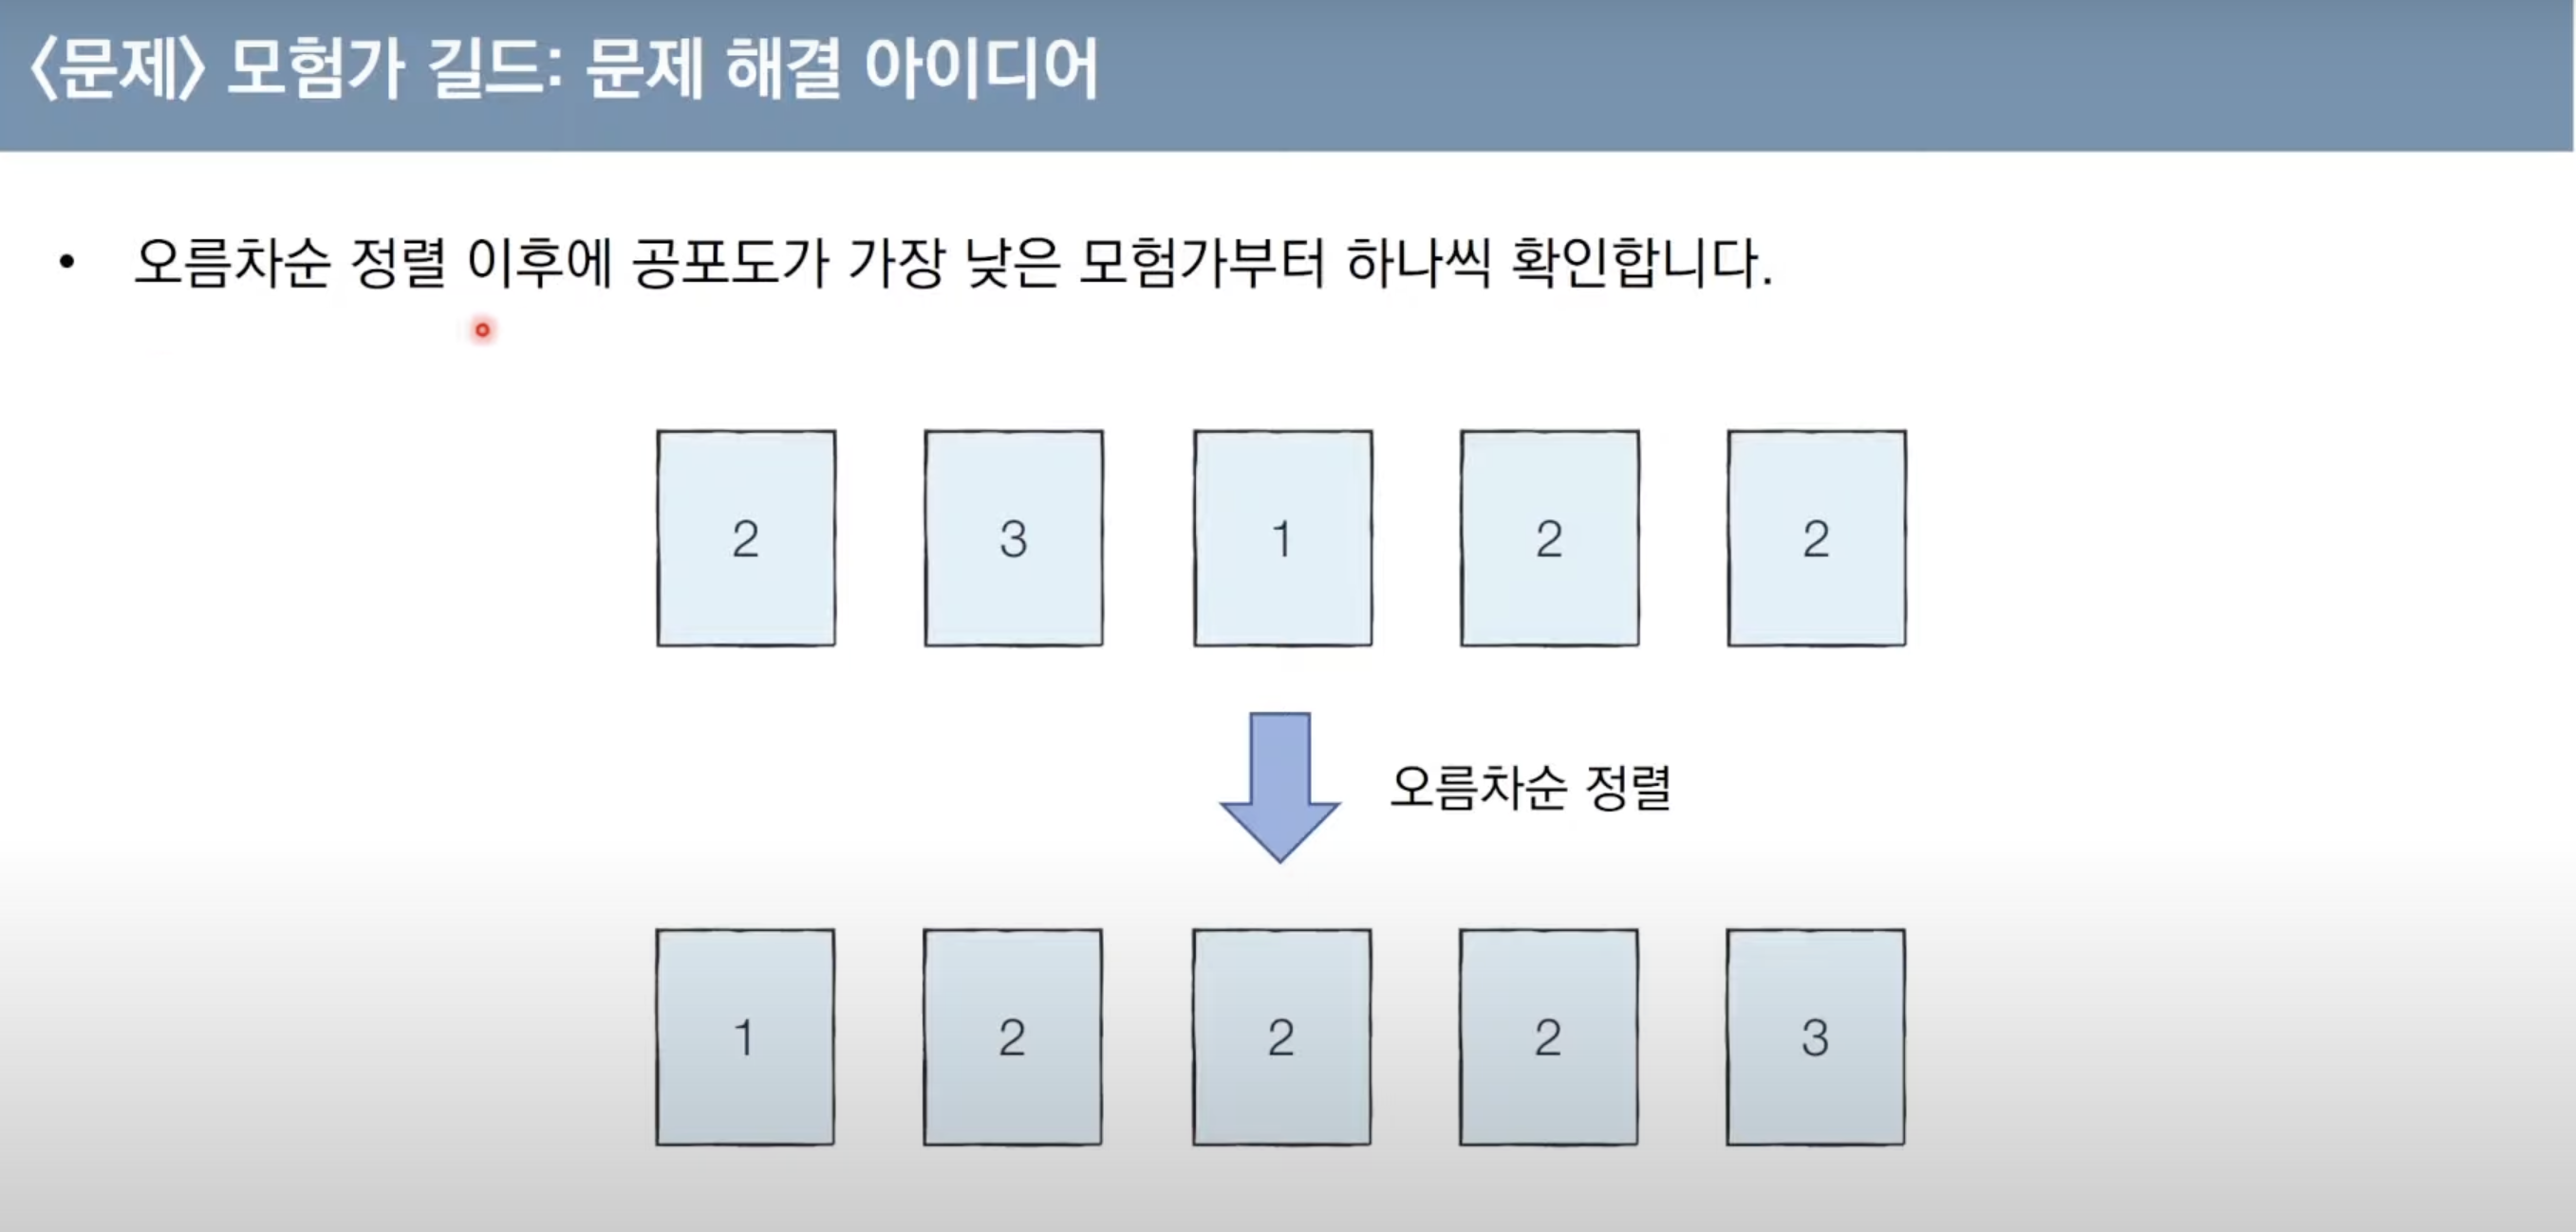 <문제> 모험가 길드: 문제 해결 아이디어
• 오름차순 정렬 이후에 공포도가 가장 낮은 모험가부터 하나씩 확인합니다.
2 3 1 2 2
오름차순 정렬
1 2 2 2 3